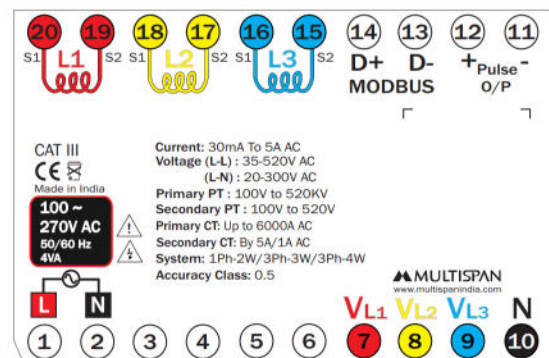 20 19 18 17 16 15 14 13 12 11
S1 L1 S2 S1 L2 S2 S1 L3 S2 D+ D- + Pulse -
MODBUS O/P
CAT III
CE
Made in India
100 ~
270V AC
50/60 Hz
4VA
L N
Current: 30mA To 5A AC
Voltage (L-L) : 35-520V AC
(L-N) : 20-300V AC
Primary PT : 100V to 520KV
Secondary PT : 100V to 520V
Primary CT: Up to 6000A AC
Secondary CT: By 5A/1A AC
System: 1Ph-2W/3Ph-3W/3Ph-4W
Accuracy Class: 0.5
MULTISPAN
www.multispanindia.com
VL1 VL2 VL3 N
1 2 3 4 5 6 7 8 9 10